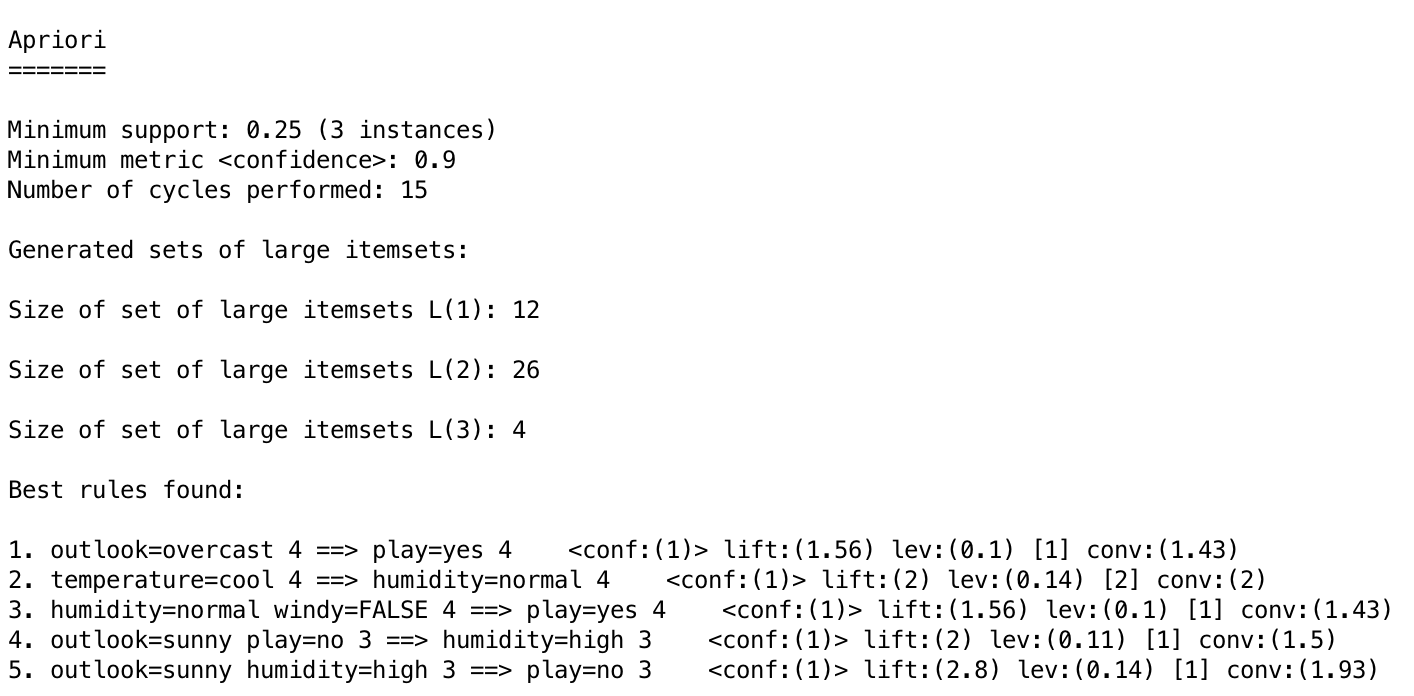 Apriori
=======
Minimum support: 0.25 (3 instances)
Minimum metric <confidence>: 0.9
Number of cycles performed: 15
Generated sets of large itemsets:
Size of set of large itemsets L(1): 12
Size of set of large itemsets L(2): 26
Size of set of large itemsets L(3): 4
Best rules found:
1. outlook=overcast 4 ==> play=yes 4    <conf:(1)> lift:(1.56) lev:(0.1) [1] conv:(1.43)
2. temperature=cool 4 ==> humidity=normal 4    <conf:(1)> lift:(2) lev:(0.14) [2] conv:(2)
3. humidity=normal windy=FALSE 4 ==> play=yes 4    <conf:(1)> lift:(1.56) lev:(0.1) [1] conv:(1.43)
4. outlook=sunny play=no 3 ==> humidity=high 3    <conf:(1)> lift:(2) lev:(0.11) [1] conv:(1.5)
5. outlook=sunny humidity=high 3 ==> play=no 3    <conf:(1)> lift:(2.8) lev:(0.14) [1] conv:(1.93)